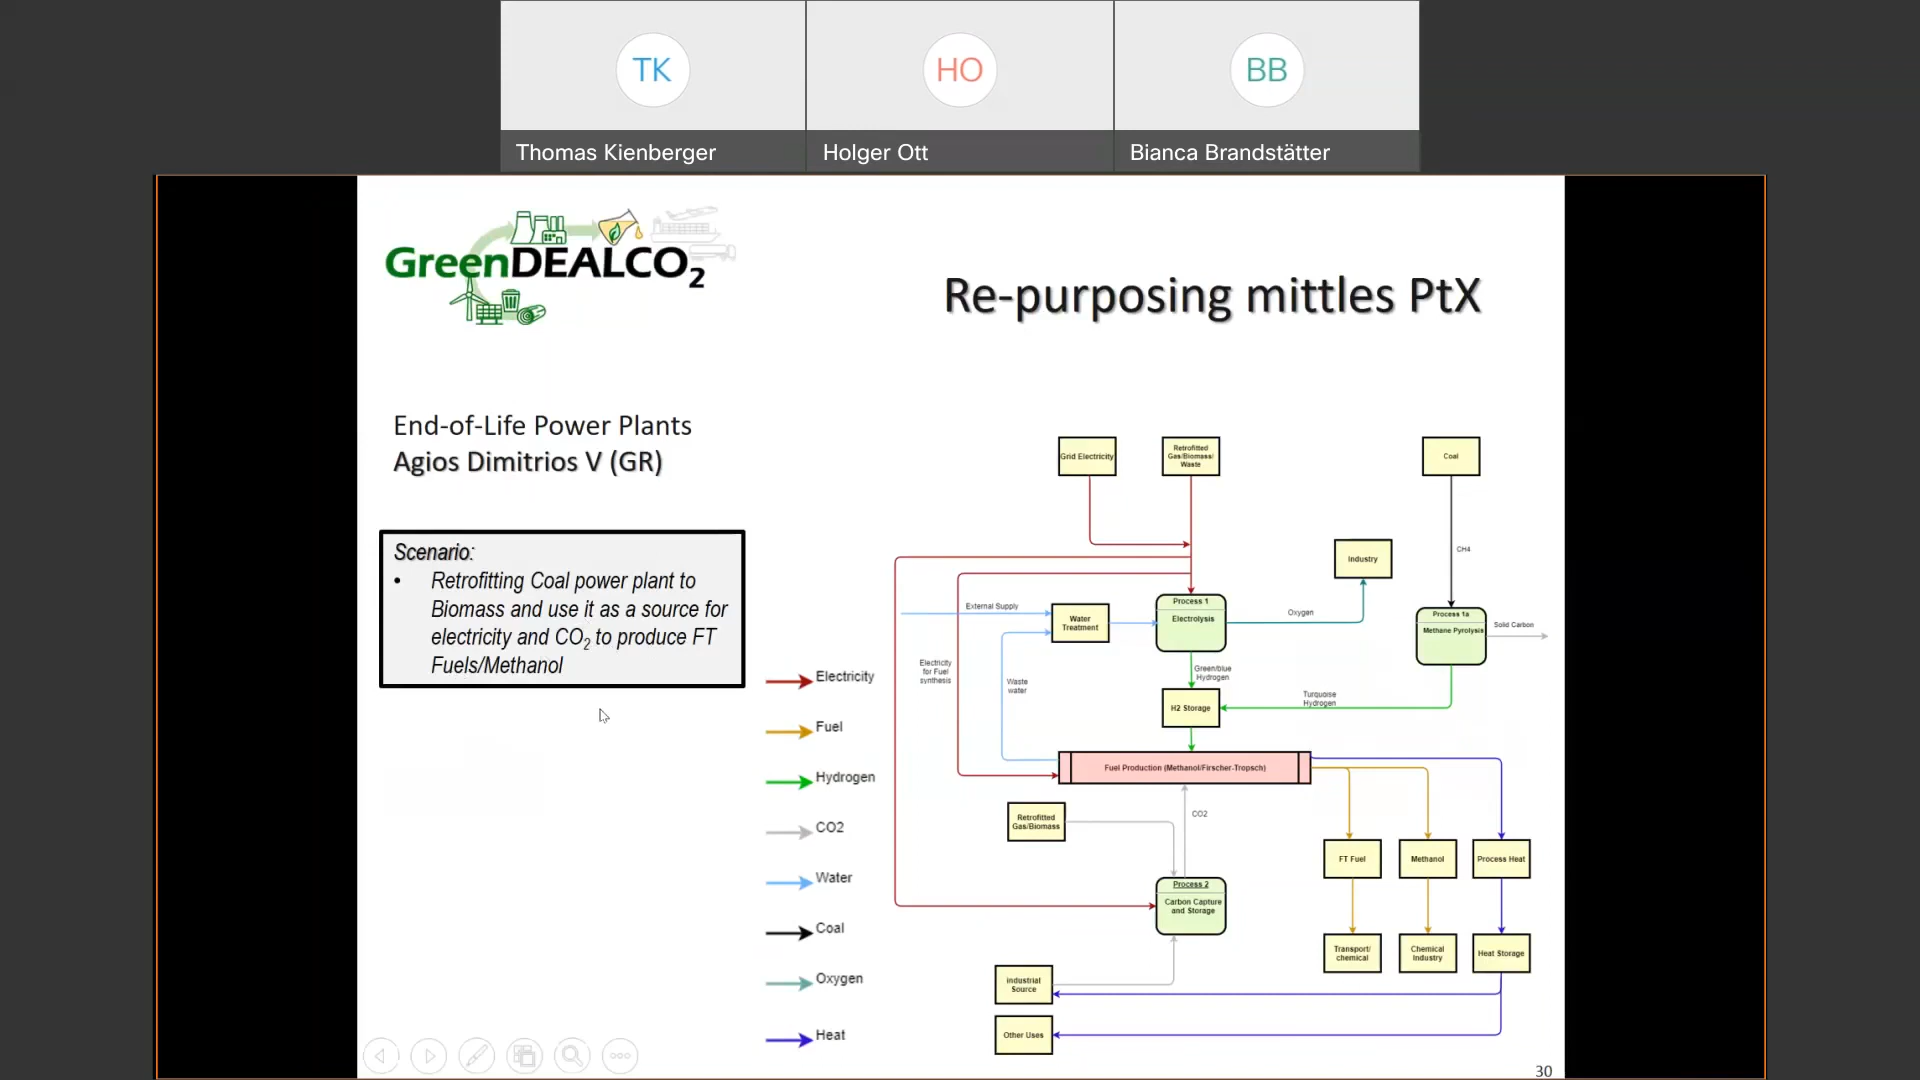 TK
HO
BB
Thomas Kienberger
Holger Ott
Bianca Brandstätter
GreenDEALCO2
Re-purposing mittles PtX
End-of-Life Power Plants
Agios Dimitrios V (GR)
Scenario:
• Retrofitting Coal power plant to
Biomass and use it as a source for
electricity and CO2 to produce FT
Fuels/Methanol
Electricity
Fuel
Hydrogen
CO2
Water
Coal
Oxygen
Heat
Grid Electricity
Retrofitted
Gas/Biomass/
Waste
Coal
CH4
Industry
External Supply
Water
Treatment
Process 1
Electrolysis
Oxygen
Process 1a
Methane Pyrolysis
Solid Carbon
Electricity
for Fuel
synthesis
Waste
water
Green/blue
Hydrogen
H2 Storage
Turquoise
Hydrogen
Fuel Production (Methanol/Firscher-Tropsch)
Retrofitted
Gas/Biomass
CO2
Process 2
Carbon Capture
and Storage
FT Fuel
Methanol
Process Heat
Transport/
chemical
Chemical
Industry
Heat Storage
Industrial
Source
Other Uses
30